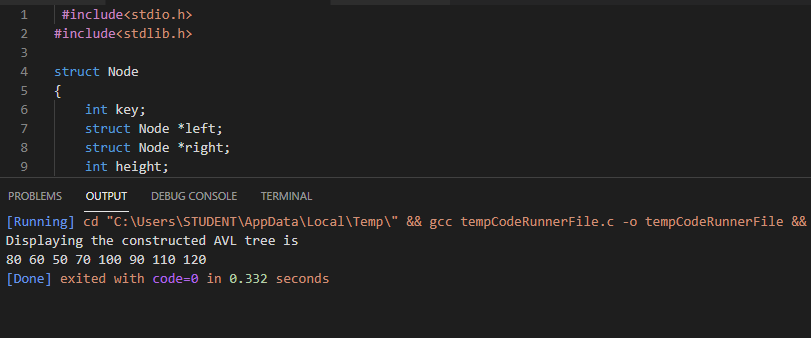 1 #include<stdio.h>
2 #include<stdlib.h>
3
4 struct Node
5 {
6 int key;
7 struct Node *left;
8 struct Node *right;
9 int height;
PROBLEMS OUTPUT DEBUG CONSOLE TERMINAL
[Running] cd "C:\Users\STUDENT\AppData\Local\Temp\" && gcc tempCodeRunnerFile.c -o tempCodeRunnerFile &&
Displaying the constructed AVL tree is
80 60 50 70 100 90 110 120
[Done] exited with code=0 in 0.332 seconds